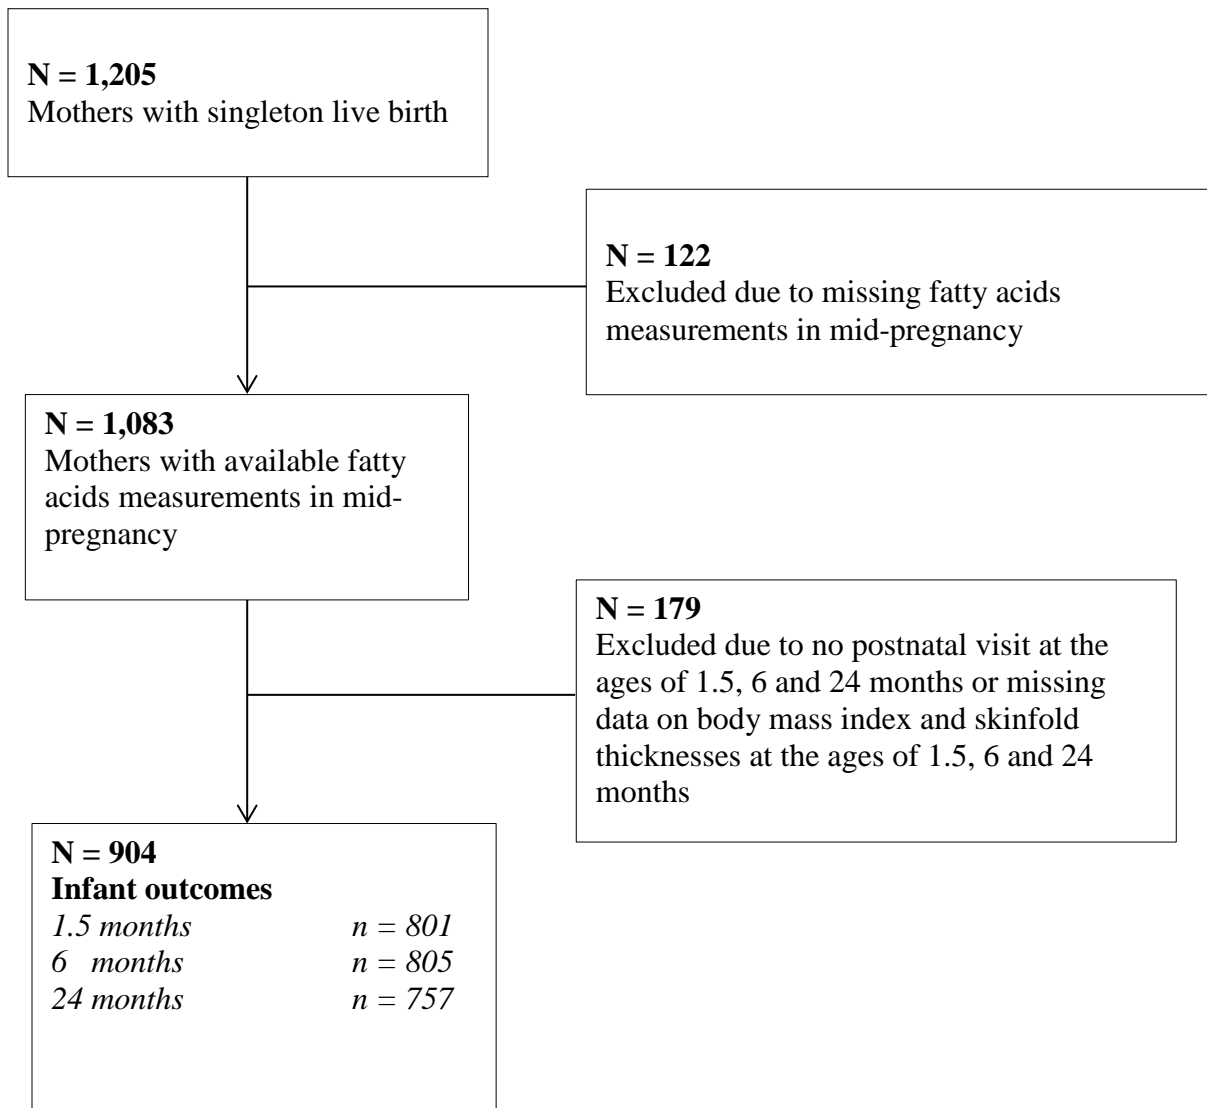 N = 1,205
Mothers with singleton live birth
N = 122
Excluded due to missing fatty acids
measurements in mid-pregnancy
N = 1,083
Mothers with available fatty
acids measurements in mid-
pregnancy
N = 179
Excluded due to no postnatal visit at the
ages of 1.5, 6 and 24 months or missing
data on body mass index and skinfold
thicknesses at the ages of 1.5, 6 and 24
months
N = 904
Infant outcomes
1.5 months n = 801
6 months n = 805
24 months n = 757